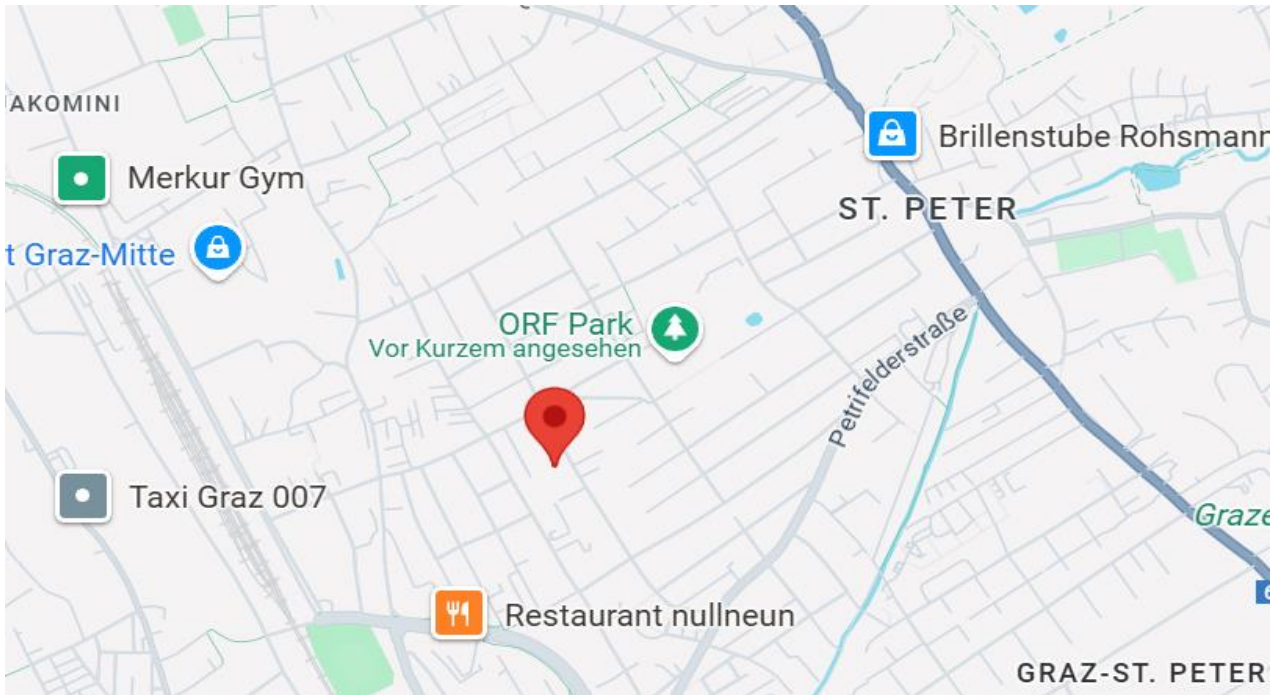 AKOMINI
Brillenstube Rohsmann
Merkur Gym
ST. PETER
t Graz-Mitte
ORF Park
Vor Kurzem angesehen
Petrifelderstraße
Taxi Graz 007
Graze
Restaurant nullneun
6
GRAZ-ST. PETER